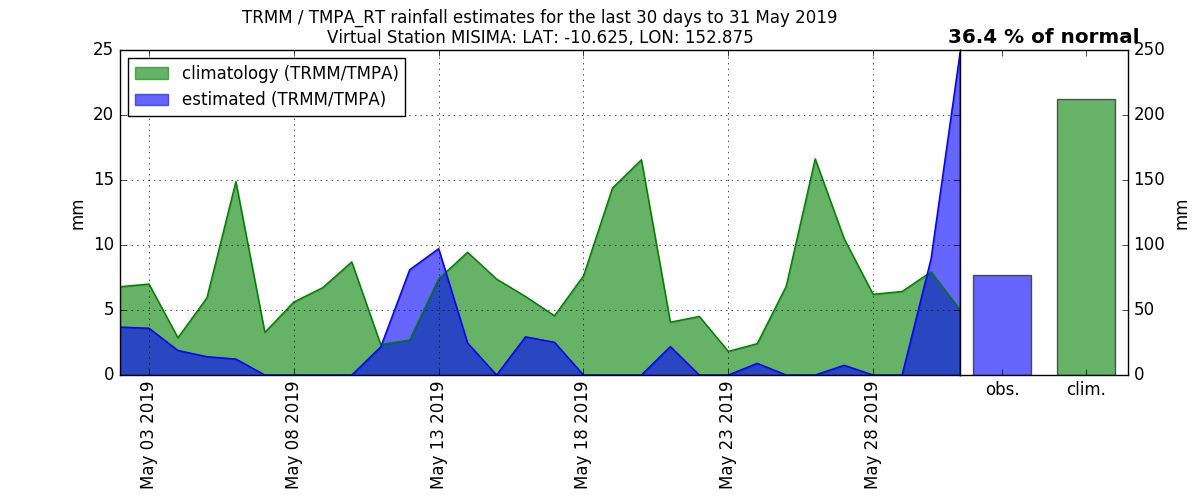 TRMM / TMPA_RT rainfall estimates for the last 30 days to 31 May 2019
Virtual Station MISIMA: LAT: -10.625, LON: 152.875
36.4 % of normal
climatology (TRMM/TMPA)
estimated (TRMM/TMPA)
25
20
15
10
5
0
mm
250
200
150
100
50
0
mm
May 03 2019
May 08 2019
May 13 2019
May 18 2019
May 23 2019
May 28 2019
obs.
clim.